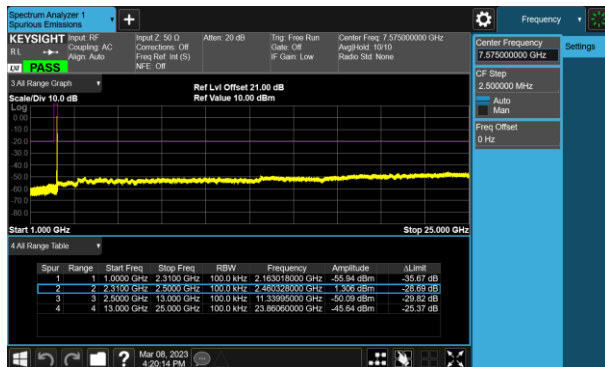 Spectrum Analyzer 1
Spurious Emissions
Frequency
KEYSIGHT Input: RF Input Z: 50 Ω Atten: 20 dB Trig: Free Run Center Freq: 7.575000000 GHz
RL Coupling: AC Corrections: Off Gate: Off Avg|Hold: 10/10
Align: Auto Freq Ref: Int (S) IF Gain: Low Radio Std: None
LXI PASS NFE: Off
Center Frequency Settings
7.575000000 GHz
CF Step
2.500000 MHz
Auto
Man
Freq Offset
0 Hz
3 All Range Graph
Ref Lvl Offset 21.00 dB
Scale/Div 10.0 dB Ref Value 10.00 dBm
Log
0.00
-10.0
-20.0
-30.0
-40.0
-50.0
-60.0
-70.0
-80.0
Start 1.000 GHz Stop 25.000 GHz
4 All Range Table
Spur Range Start Freq Stop Freq RBW Frequency Amplitude ΔLimit
1 1 1.0000 GHz 2.3100 GHz 100.0 kHz 2.163018000 GHz -55.94 dBm -35.67 dB
2 2 2.3100 GHz 2.5000 GHz 100.0 kHz 2.460328000 GHz 1.306 dBm -28.69 dB
3 3 2.5000 GHz 13.000 GHz 100.0 kHz 11.33995000 GHz -50.09 dBm -29.82 dB
4 4 13.000 GHz 25.000 GHz 100.0 kHz 23.86060000 GHz -45.64 dBm -25.37 dB
? Mar 08, 2023
4:20:14 PM